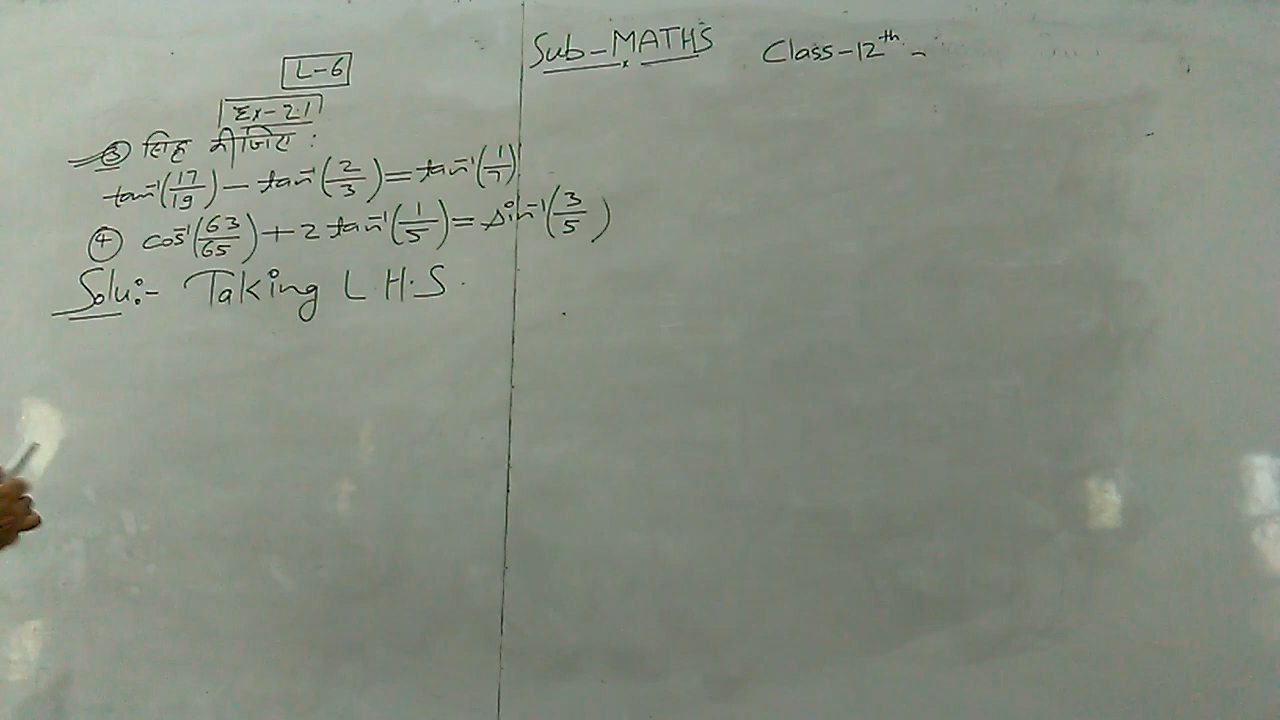 Sub-MATHS Class-12th -
L-6
Ex-2.1
③ सिद्ध कीजिए :
tan⁻¹(17/19) - tan⁻¹(2/3) = tan⁻¹(1/7)
④ cos⁻¹(63/65) + 2 tan⁻¹(1/5) = sin⁻¹(3/5)
Solu:- Taking L.H.S.